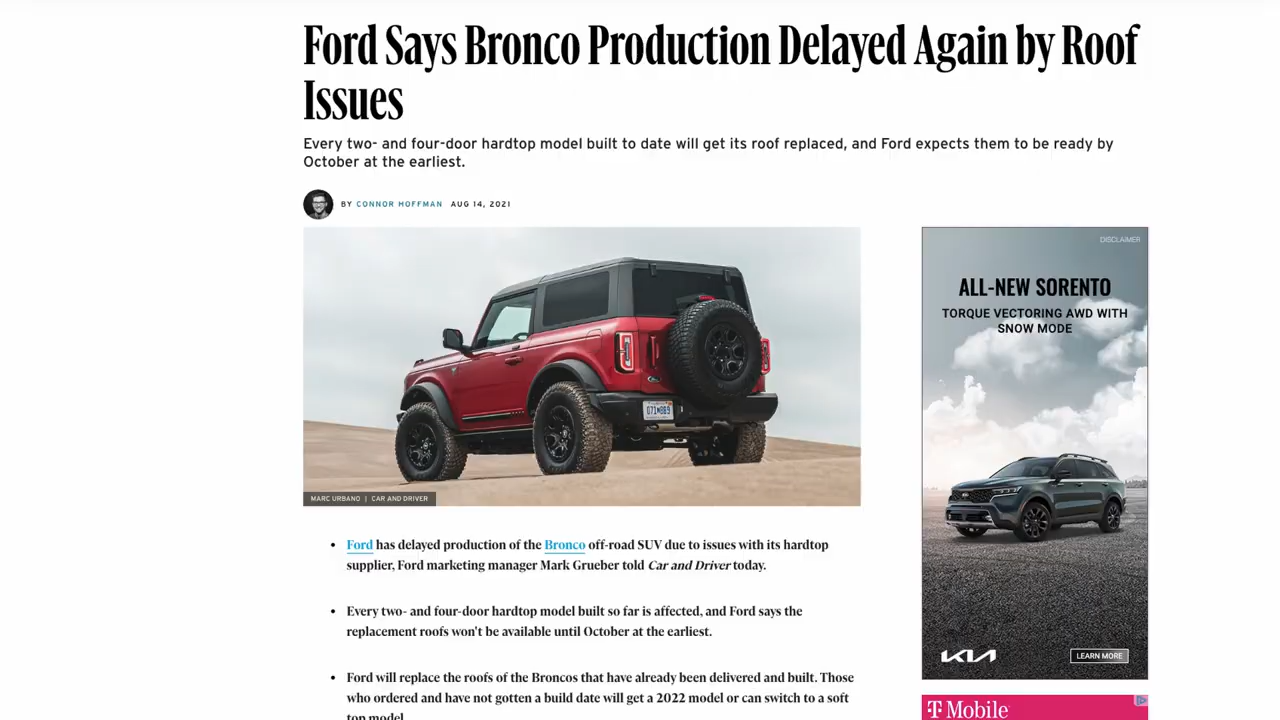 Ford Says Bronco Production Delayed Again by Roof
Issues
Every two- and four-door hardtop model built to date will get its roof replaced, and Ford expects them to be ready by
October at the earliest.
BY CONNOR HOFFMAN AUG 14, 2021
DISCLAIMER
ALL-NEW SORENTO
TORQUE VECTORING AWD WITH
SNOW MODE
MARC URBANO | CAR AND DRIVER
Ford has delayed production of the Bronco off-road SUV due to issues with its hardtop
supplier, Ford marketing manager Mark Grueber told Car and Driver today.
Every two- and four-door hardtop model built so far is affected, and Ford says the
replacement roofs won't be available until October at the earliest.
Ford will replace the roofs of the Broncos that have already been delivered and built. Those
who ordered and have not gotten a build date will get a 2022 model or can switch to a soft
top model.
KIA
LEARN MORE
T Mobile